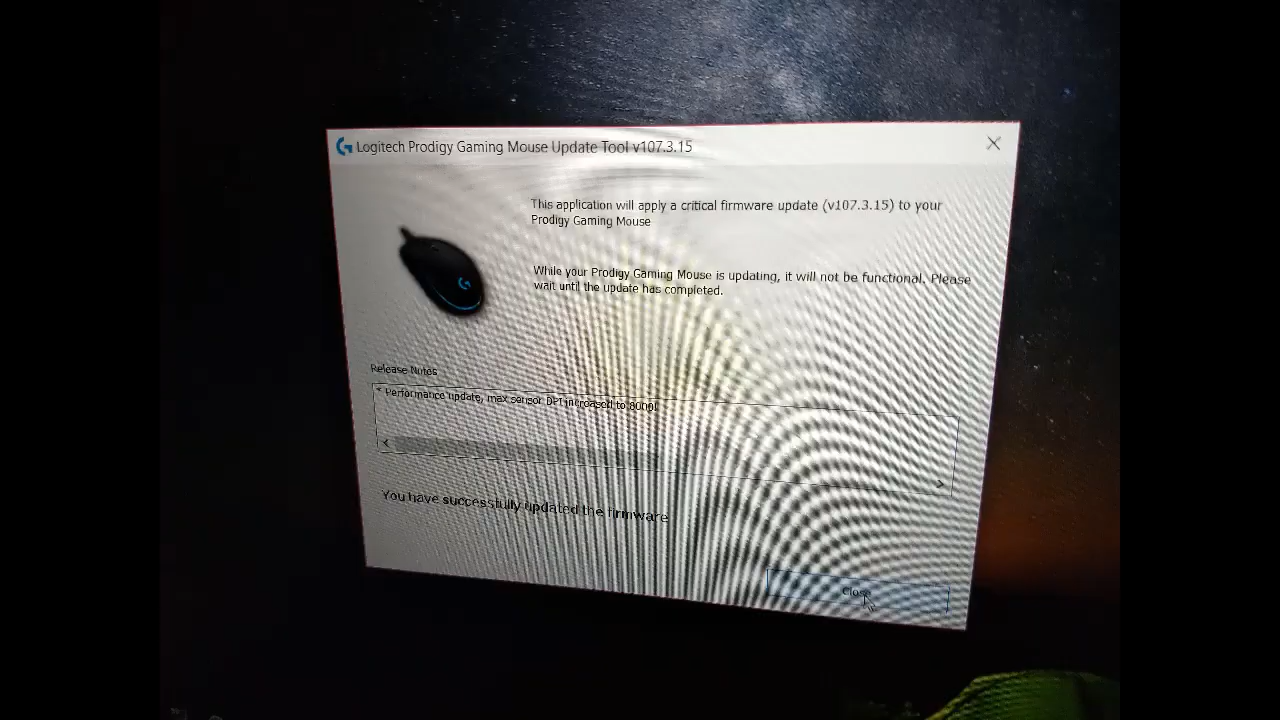 Logitech Prodigy Gaming Mouse Update Tool v107.3.15
This application will apply a critical firmware update (v107.3.15) to your
Prodigy Gaming Mouse
While your Prodigy Gaming Mouse is updating, it will not be functional. Please
wait until the update has completed.
Release Notes
* Performance update, max sensor DPI increased to 8000!
You have successfully updated the firmware
Close